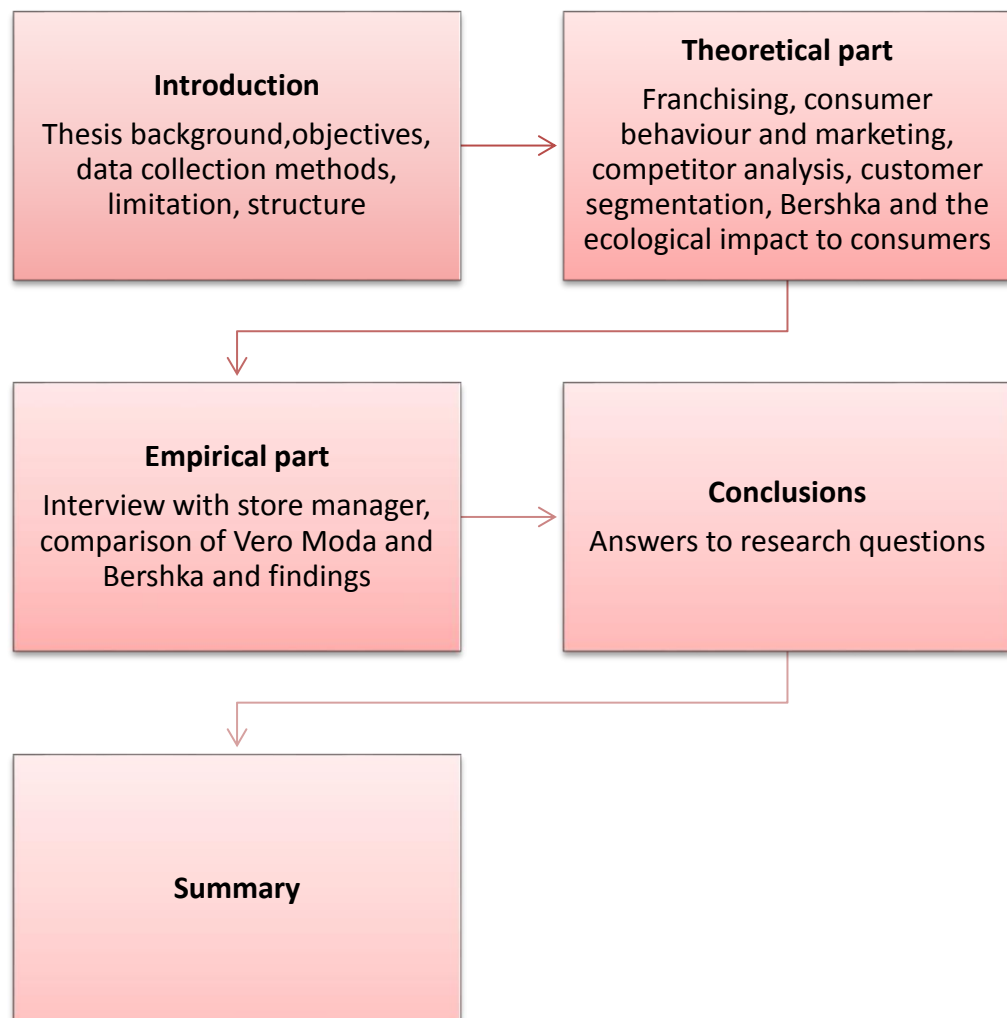 Introduction
Thesis background,objectives,
data collection methods,
limitation, structure
Theoretical part
Franchising, consumer
behaviour and marketing,
competitor analysis, customer
segmentation, Bershka and the
ecological impact to consumers
Empirical part
Interview with store manager,
comparison of Vero Moda and
Bershka and findings
Conclusions
Answers to research questions
Summary